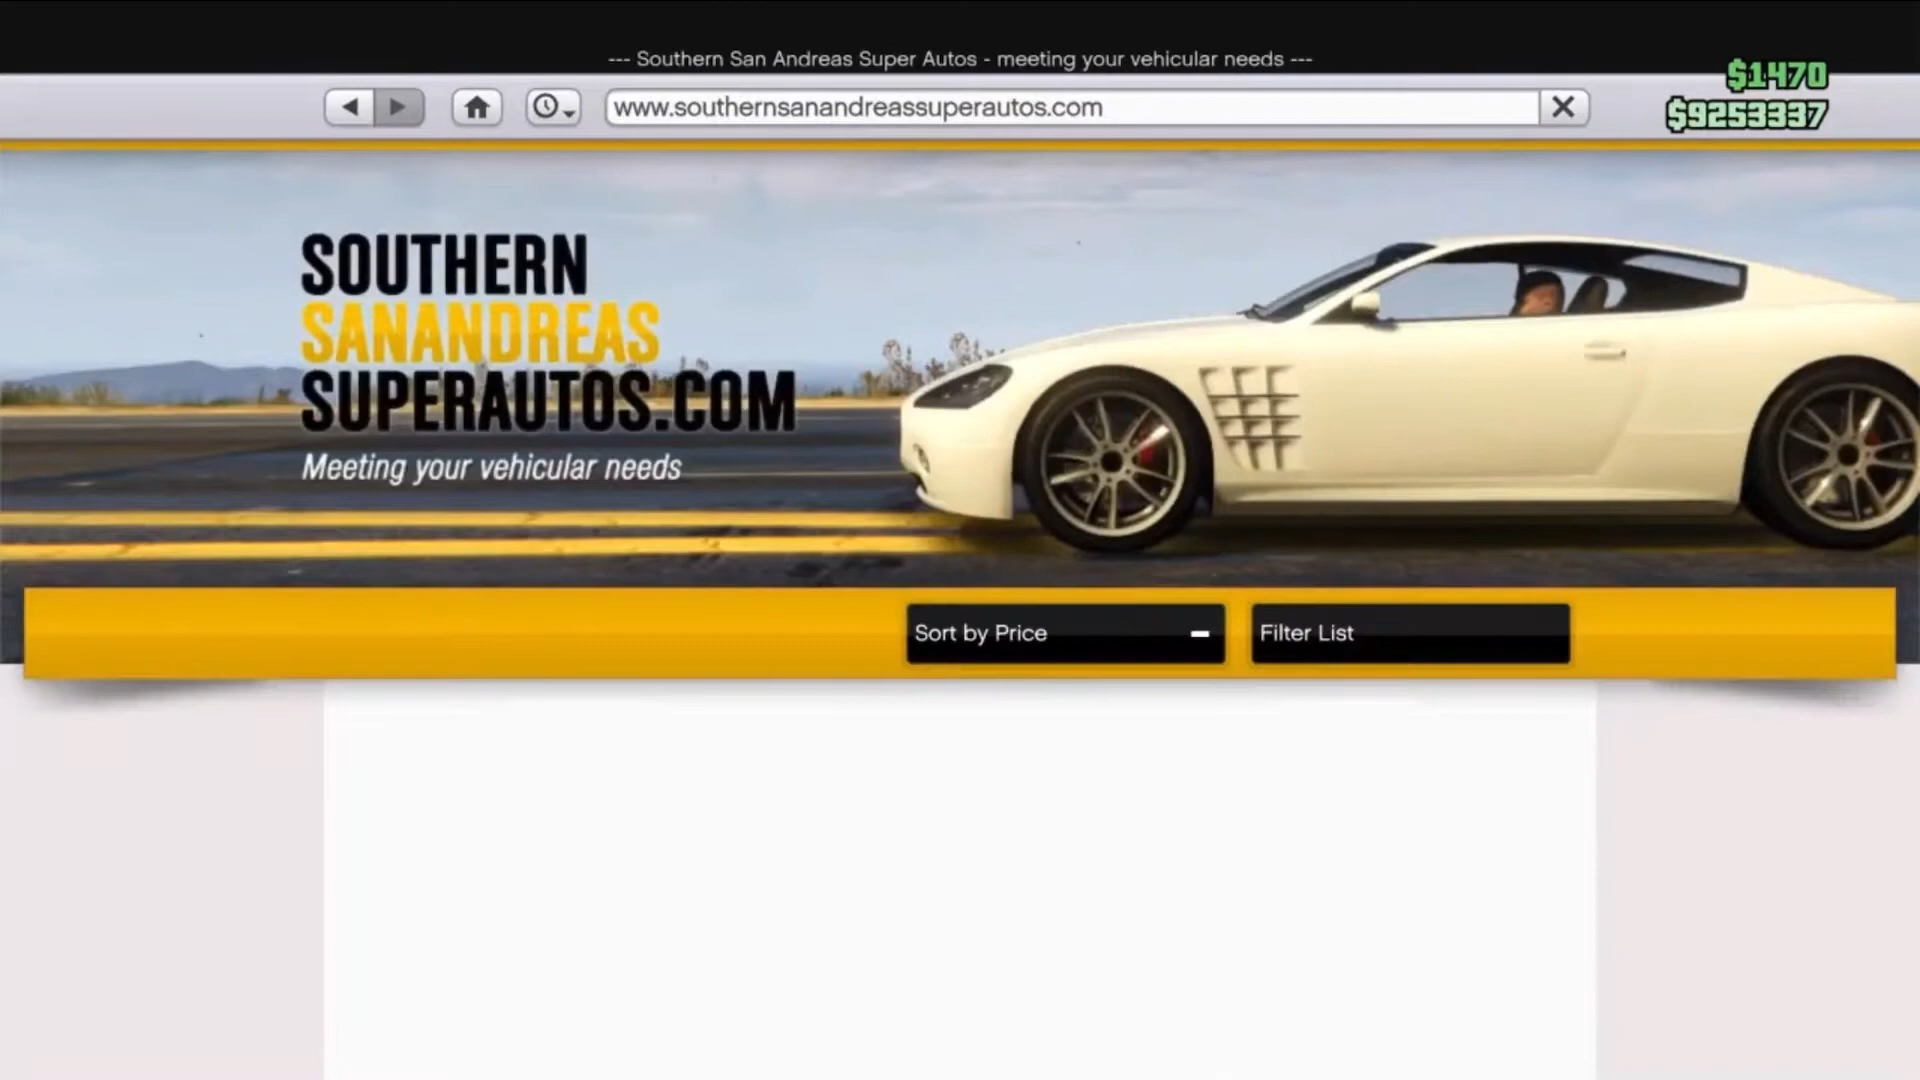 --- Southern San Andreas Super Autos - meeting your vehicular needs ---
www.southernsanandreassuperautos.com
$1470
$9253337
SOUTHERN
SANANDREAS
SUPERAUTOS.COM
Meeting your vehicular needs
Sort by Price
Filter List